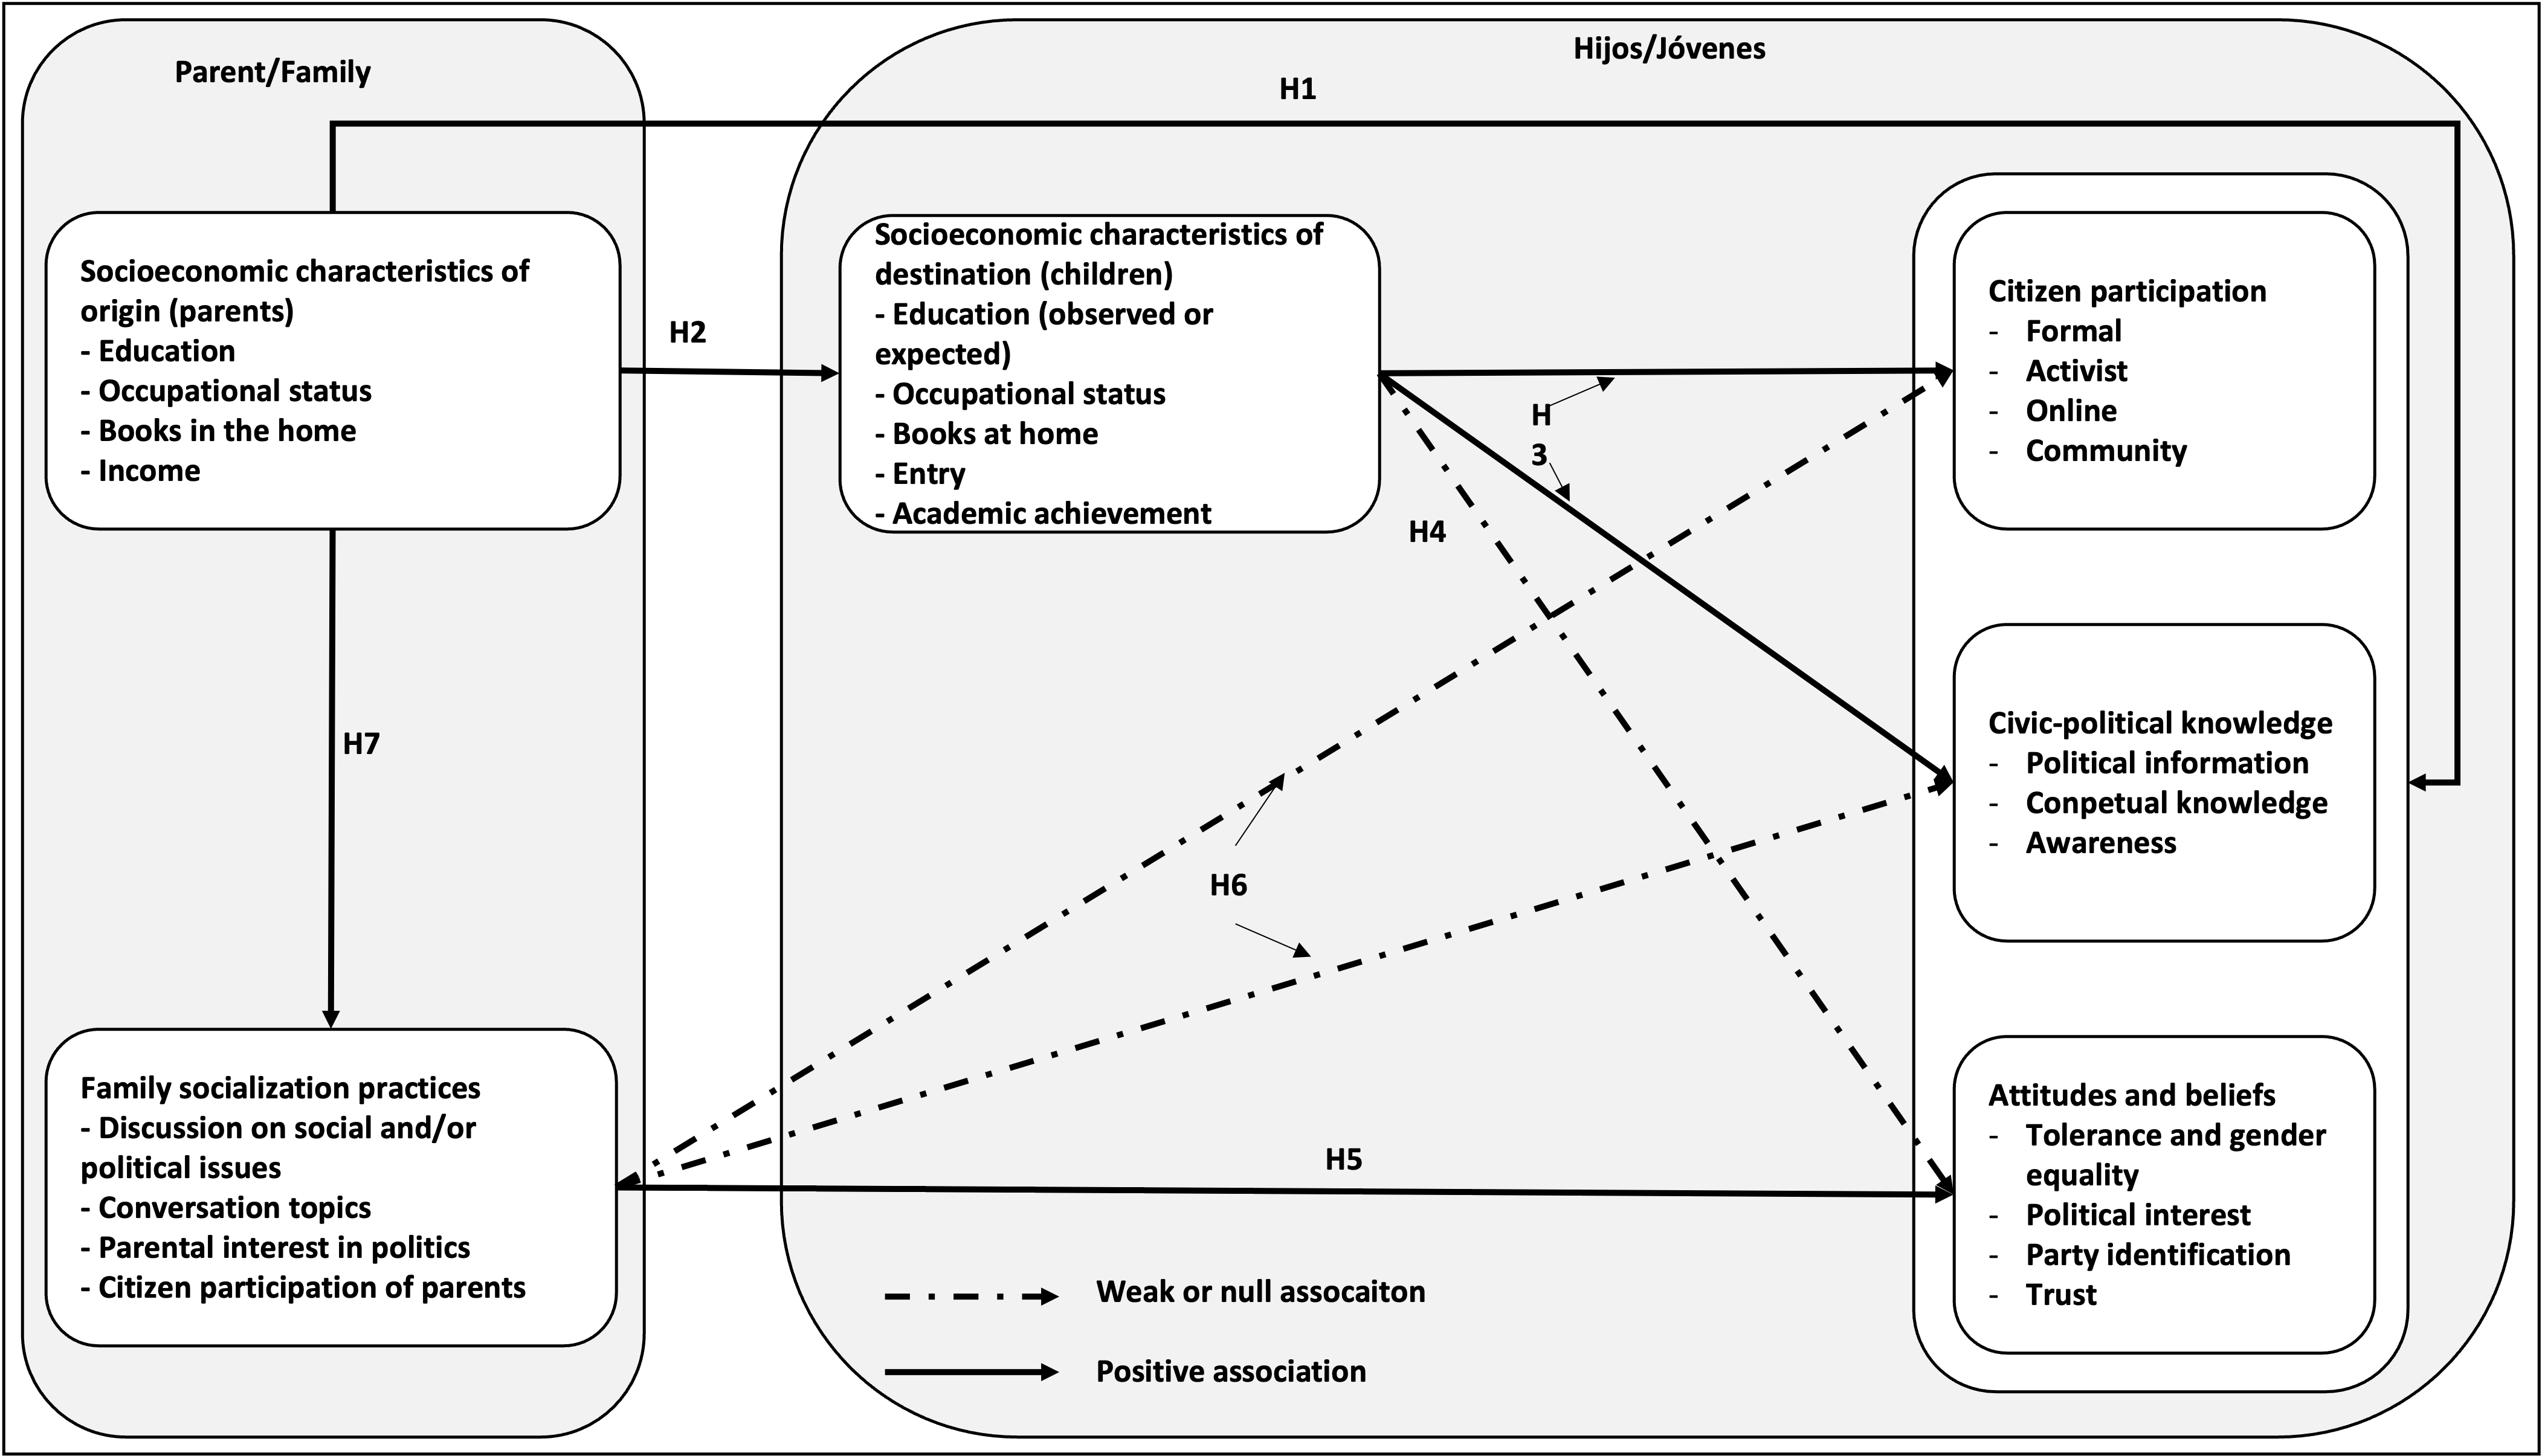 Parent/Family
Hijos/Jóvenes
H1
Socioeconomic characteristics of
origin (parents)
- Education
- Occupational status
- Books in the home
- Income
H2
Socioeconomic characteristics of
destination (children)
- Education (observed or
expected)
- Occupational status
- Books at home
- Entry
- Academic achievement
H
3
H4
Citizen participation
- Formal
- Activist
- Online
- Community
H7
H6
Civic-political knowledge
- Political information
- Conpetual knowledge
- Awareness
Family socialization practices
- Discussion on social and/or
political issues
- Conversation topics
- Parental interest in politics
- Citizen participation of parents
H5
Attitudes and beliefs
- Tolerance and gender
equality
- Political interest
- Party identification
- Trust
Weak or null assocaiton
Positive association